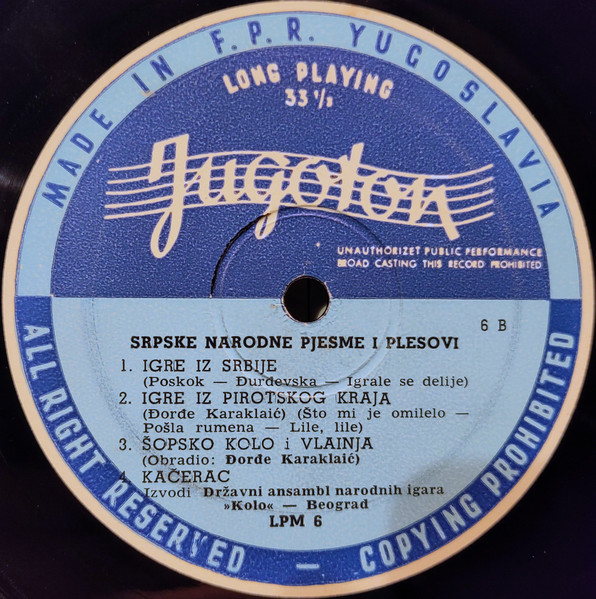 MADE IN F.P.R. YUGOSLAVIA
LONG PLAYING
33 1/3
Jugoton
UNAUTHORIZET PUBLIC PERFORMANCE
BROAD CASTING THIS RECORD PROHIBITED
6 B
SRPSKE NARODNE PJESME I PLESOVI
1. IGRE IZ SRBIJE
(Poskok — Đurđevska — Igrale se delije)
2. IGRE IZ PIROTSKOG KRAJA
(Đorđe Karaklaić) (Što mi je omilelo —
Pošla rumena — Lile, lile)
3. ŠOPSKO KOLO i VLAINJA
(Obradio: Đorđe Karaklaić)
4. KAČERAC
Izvodi Državni ansambl narodnih igara
»Kolo« — Beograd
LPM 6
ALL RIGHT RESERVED — COPYING PROHIBITED